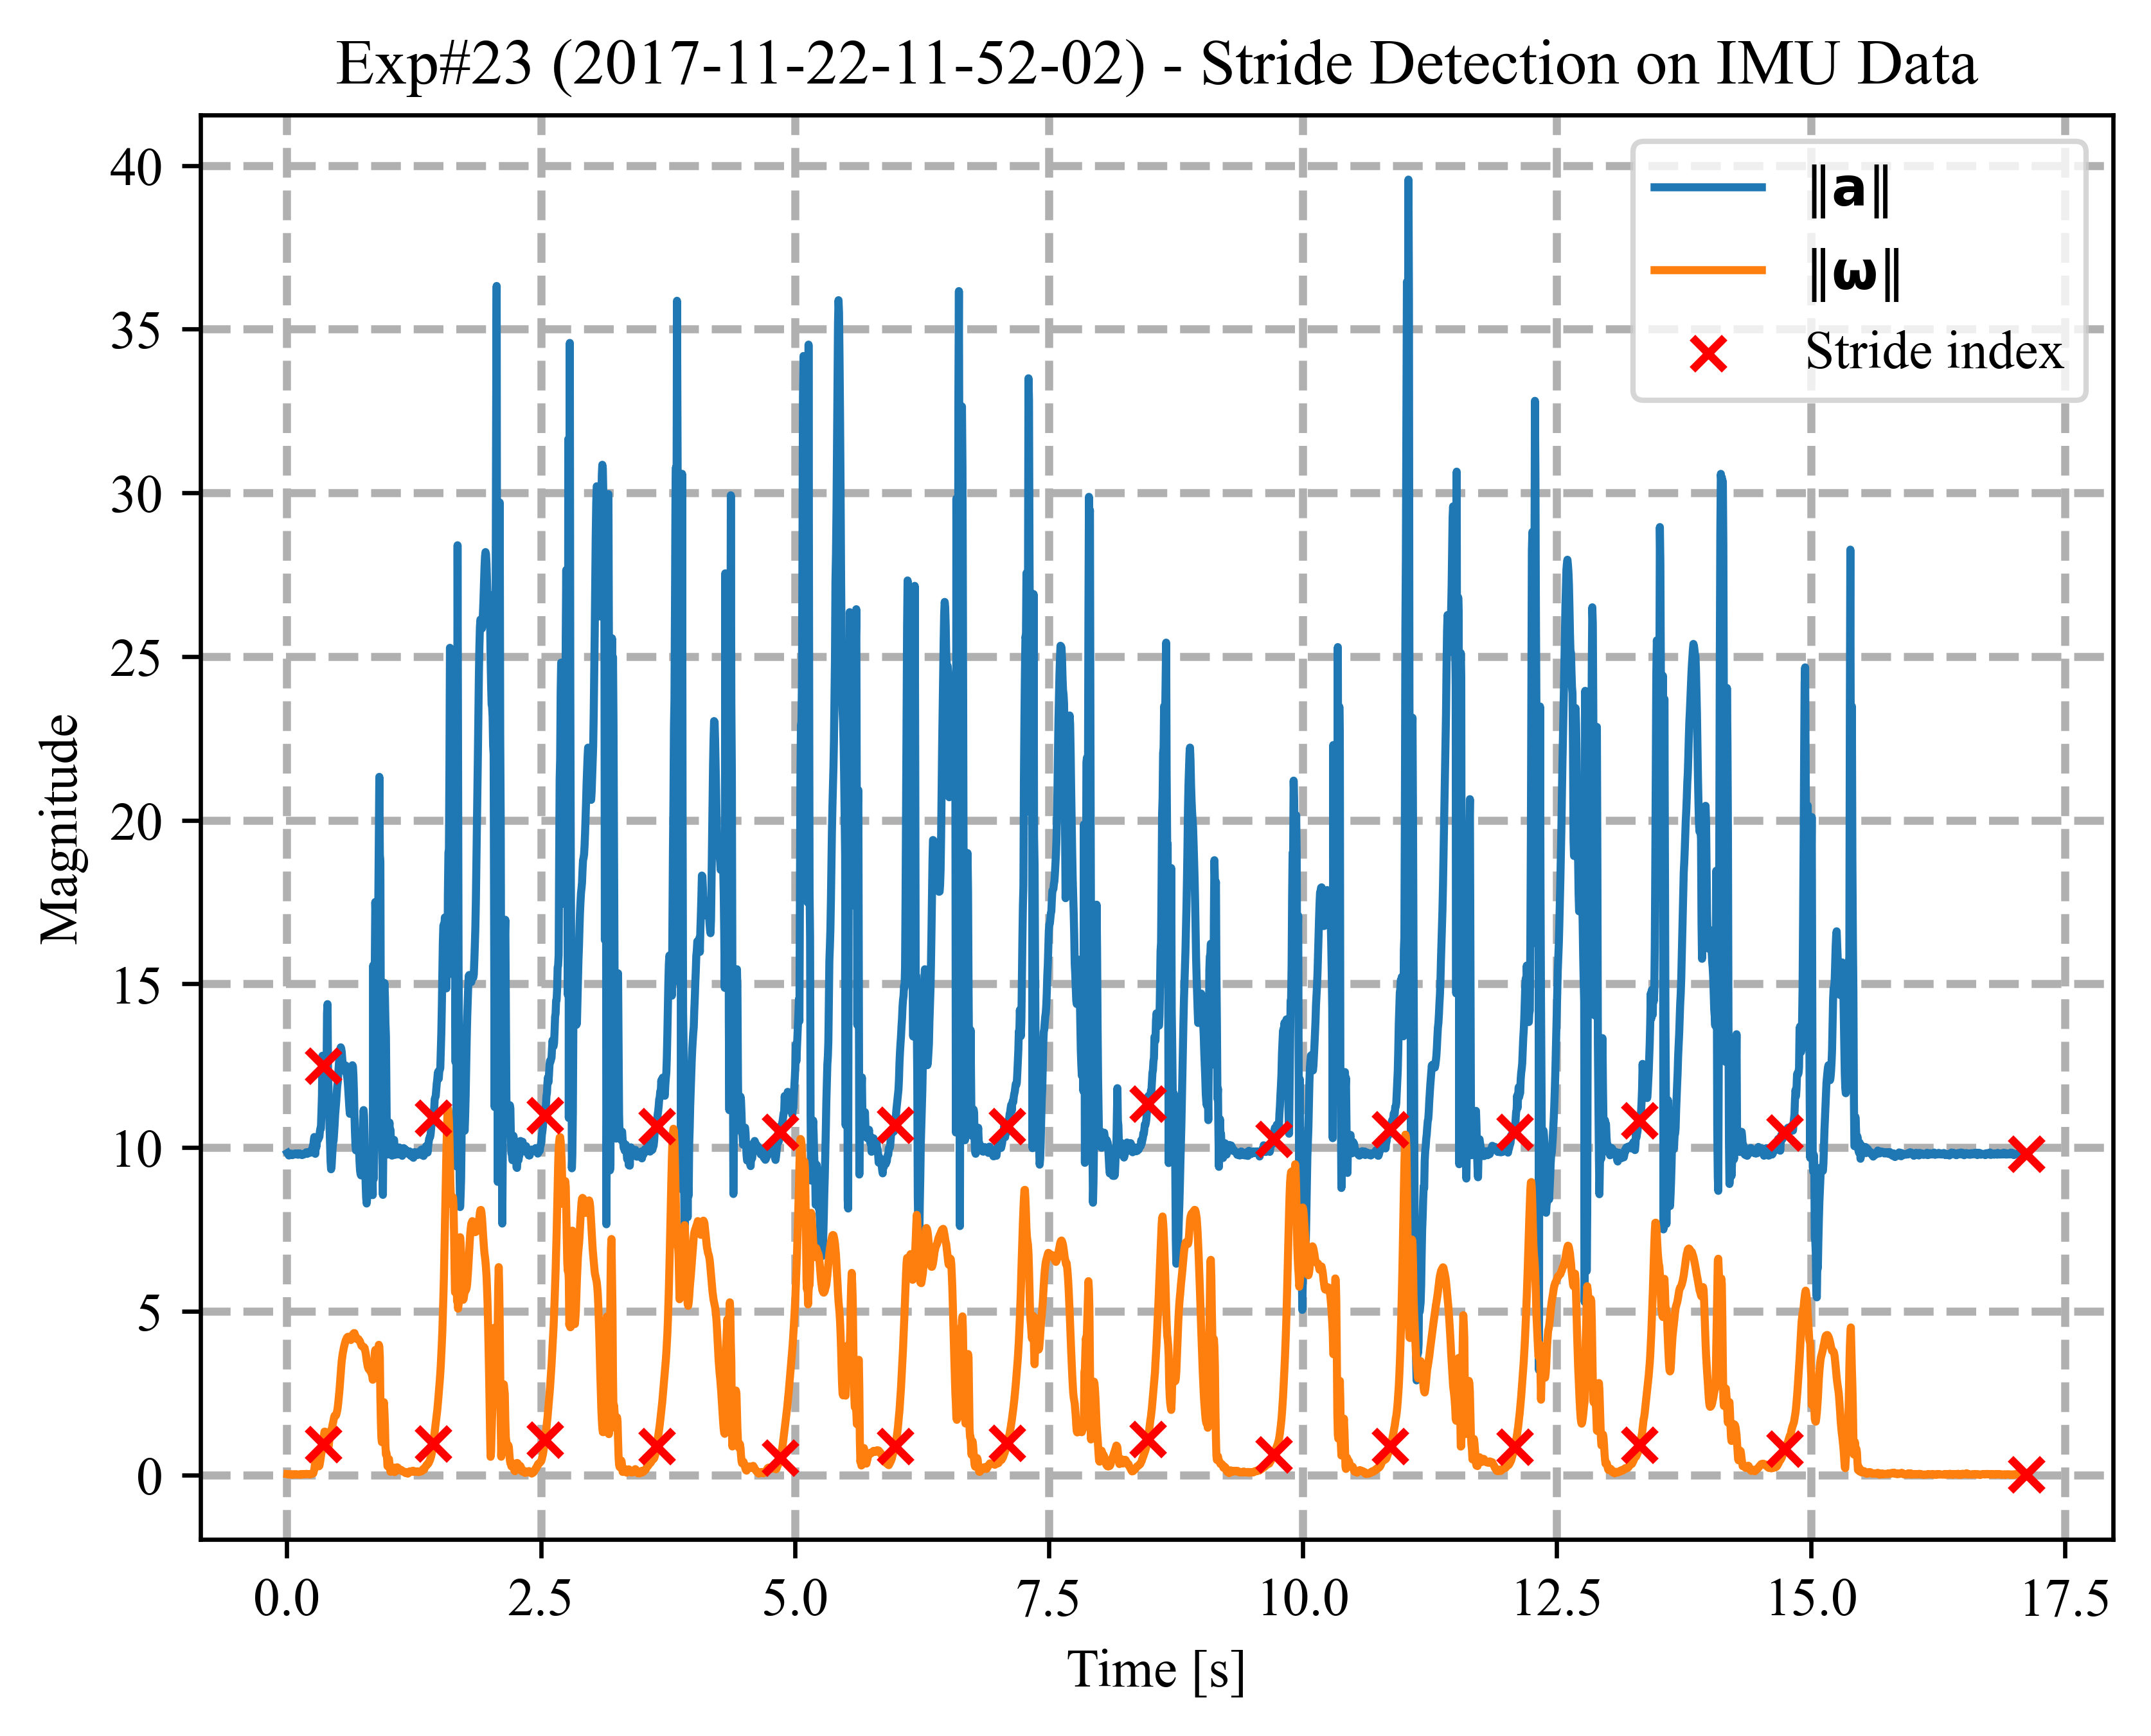 Exp#23 (2017-11-22-11-52-02) - Stride Detection on IMU Data
‖a‖
‖ω‖
Stride index
Magnitude
40
35
30
25
20
15
10
5
0
0.0 2.5 5.0 7.5 10.0 12.5 15.0 17.5
Time [s]